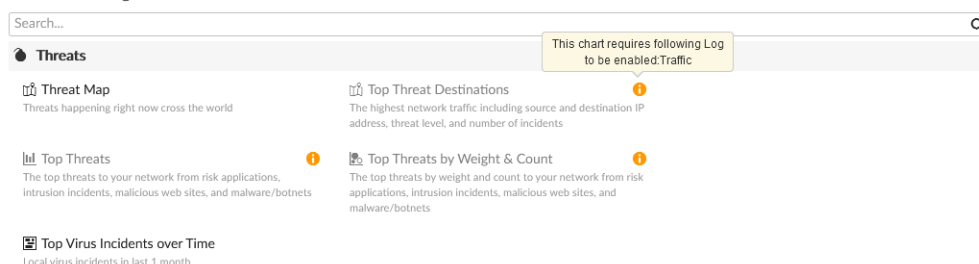 Search...
This chart requires following Log
to be enabled:Traffic
Threats
Threat Map
Threats happening right now cross the world
Top Threat Destinations
The highest network traffic including source and destination IP
address, threat level, and number of incidents
Top Threats
The top threats to your network from risk applications,
intrusion incidents, malicious web sites, and malware/botnets
Top Threats by Weight & Count
The top threats by weight and count to your network from risk
applications, intrusion incidents, malicious web sites, and
malware/botnets
Top Virus Incidents over Time
Local virus incidents in last 1 month